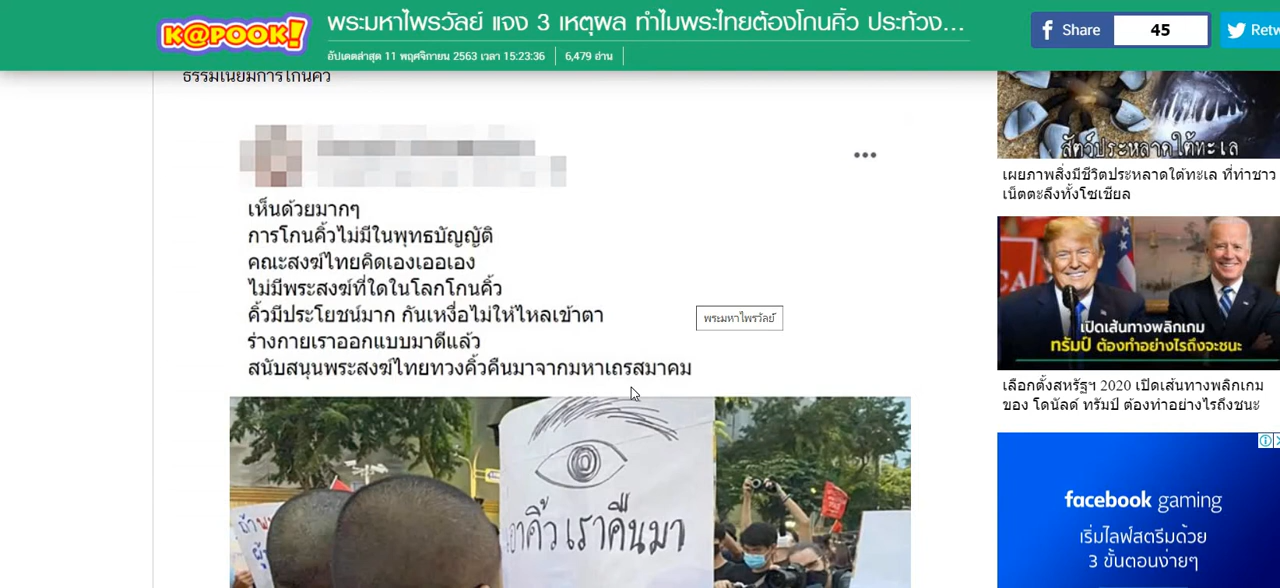 K@POOK!
พระมหาไพรวัลย์ แจง 3 เหตุผล ทำไมพระไทยต้องโกนคิ้ว ประท้วง...
อัปเดตล่าสุด 11 พฤศจิกายน 2563 เวลา 15:23:36
6,479 อ่าน
Share
45
Retw
ธรรมเนียมการโกนคิ้ว
เห็นด้วยมากๆ
การโกนคิ้วไม่มีในพุทธบัญญัติ
คณะสงฆ์ไทยคิดเองเออเอง
ไม่มีพระสงฆ์ที่ใดในโลกโกนคิ้ว
คิ้วมีประโยชน์มาก กันเหงื่อไม่ให้ไหลเข้าตา
ร่างกายเราออกแบบมาดีแล้ว
สนับสนุนพระสงฆ์ไทยทวงคิ้วคืนมาจากมหาเถรสมาคม
พระมหาไพรวัลย์
เอาคิ้วเราคืนมา
สัตว์ประหลาดใต้ทะเล
เผยภาพสิ่งมีชีวิตประหลาดใต้ทะเล ที่ทำชาว
เน็ตตะลึงทั้งโซเชียล
เปิดเส้นทางพลิกเกม
ทรัมป์ ต้องทำอย่างไรถึงจะชนะ
เลือกตั้งสหรัฐฯ 2020 เปิดเส้นทางพลิกเกม
ของ โดนัลด์ ทรัมป์ ต้องทำอย่างไรถึงชนะ
facebook gaming
เริ่มไลฟ์สตรีมด้วย
3 ขั้นตอนง่ายๆ